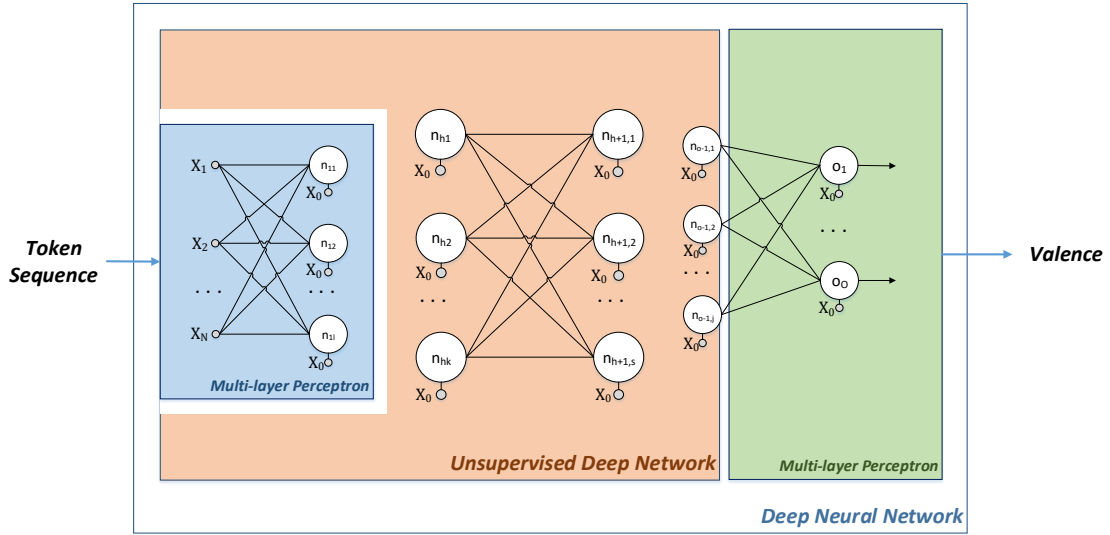 Token
Sequence
X1
X2
. . .
XN
n11
X0
n12
X0
. . .
n1l
X0
Multi-layer Perceptron
nh1
X0
nh2
X0
. . .
nhk
X0
nh+1,1
X0
nh+1,2
X0
. . .
nh+1,s
X0
Unsupervised Deep Network
no-1,1
X0
no-1,2
X0
. . .
no-1,j
X0
o1
X0
. . .
oO
X0
Multi-layer Perceptron
Deep Neural Network
Valence